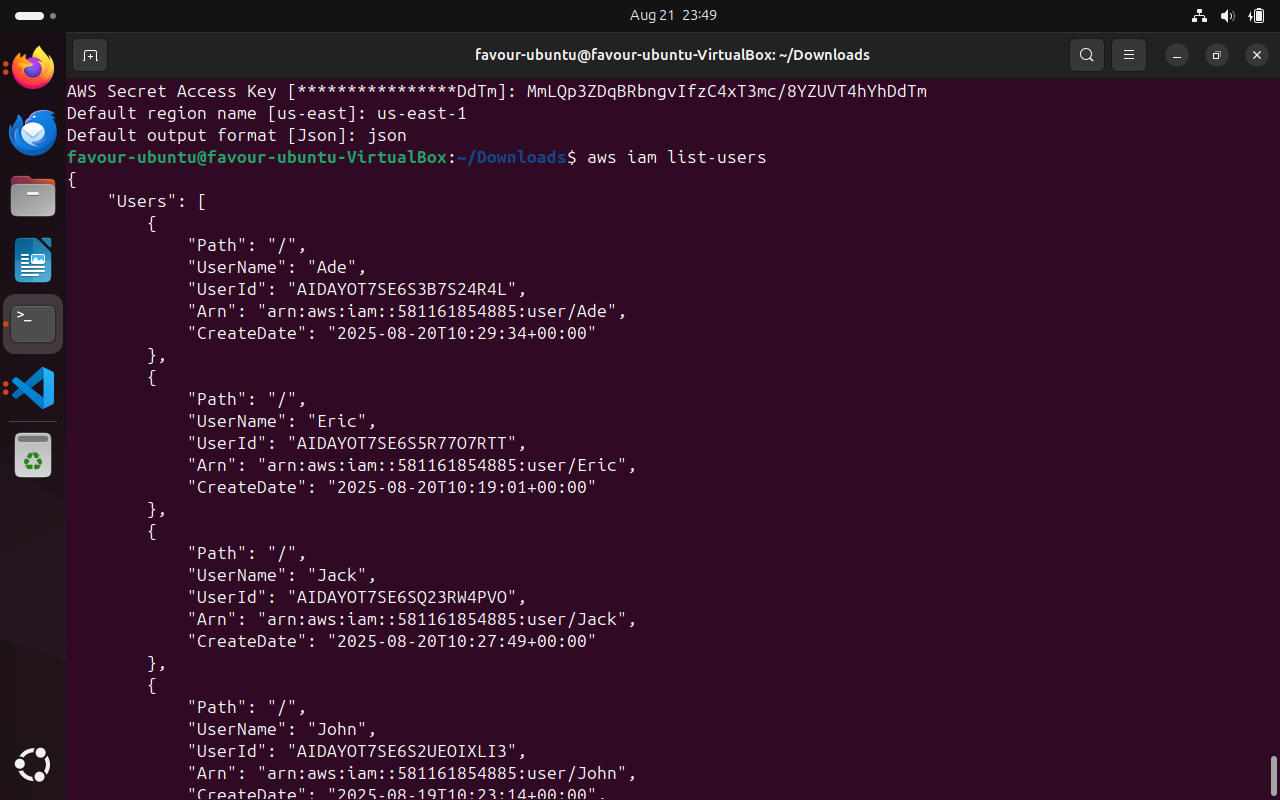 Aug 21 23:49
favour-ubuntu@favour-ubuntu-VirtualBox: ~/Downloads
AWS Secret Access Key [****************DdTm]: MmLQp3ZDqBRbngvIfzC4xT3mc/8YZUVT4hYhDdTm
Default region name [us-east]: us-east-1
Default output format [Json]: json
favour-ubuntu@favour-ubuntu-VirtualBox:~/Downloads$ aws iam list-users
{
    "Users": [
        {
            "Path": "/",
            "UserName": "Ade",
            "UserId": "AIDAYOT7SE6S3B7S24R4L",
            "Arn": "arn:aws:iam::581161854885:user/Ade",
            "CreateDate": "2025-08-20T10:29:34+00:00"
        },
        {
            "Path": "/",
            "UserName": "Eric",
            "UserId": "AIDAYOT7SE6S5R77O7RTT",
            "Arn": "arn:aws:iam::581161854885:user/Eric",
            "CreateDate": "2025-08-20T10:19:01+00:00"
        },
        {
            "Path": "/",
            "UserName": "Jack",
            "UserId": "AIDAYOT7SE6SQ23RW4PVO",
            "Arn": "arn:aws:iam::581161854885:user/Jack",
            "CreateDate": "2025-08-20T10:27:49+00:00"
        },
        {
            "Path": "/",
            "UserName": "John",
            "UserId": "AIDAYOT7SE6S2UEOIXLI3",
            "Arn": "arn:aws:iam::581161854885:user/John",
            "CreateDate": "2025-08-19T10:23:14+00:00",